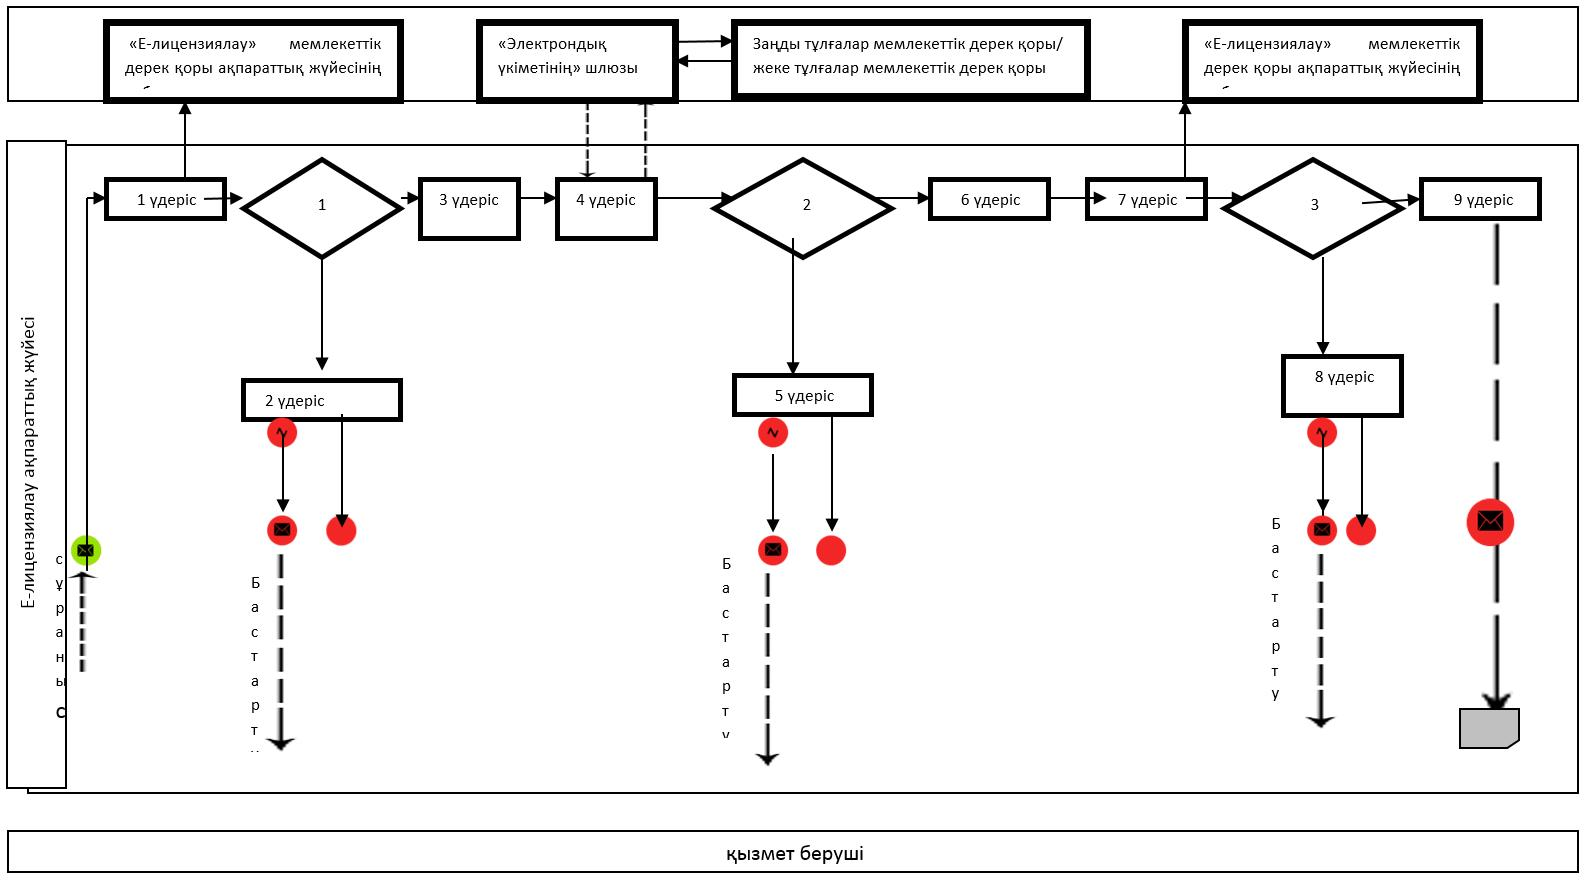 «Е-лицензиялау» мемлекеттік
дерек қоры ақпараттық жүйесінің
«Электрондық
үкіметінің» шлюзы
Заңды тұлғалар мемлекеттік дерек қоры/
жеке тұлғалар мемлекеттік дерек қоры
«Е-лицензиялау» мемлекеттік
дерек қоры ақпараттық жүйесінің
Е-лицензиялау ақпараттық жүйесі
1 үдеріс
1
3 үдеріс
4 үдеріс
2
6 үдеріс
7 үдеріс
3
9 үдеріс
2 үдеріс
5 үдеріс
8 үдеріс
с
ұ
р
а
н
ы
с
Б
а
с
т
а
р
т
Б
а
с
т
а
р
т
у
Б
а
с
т
а
р
т
у
қызмет беруші